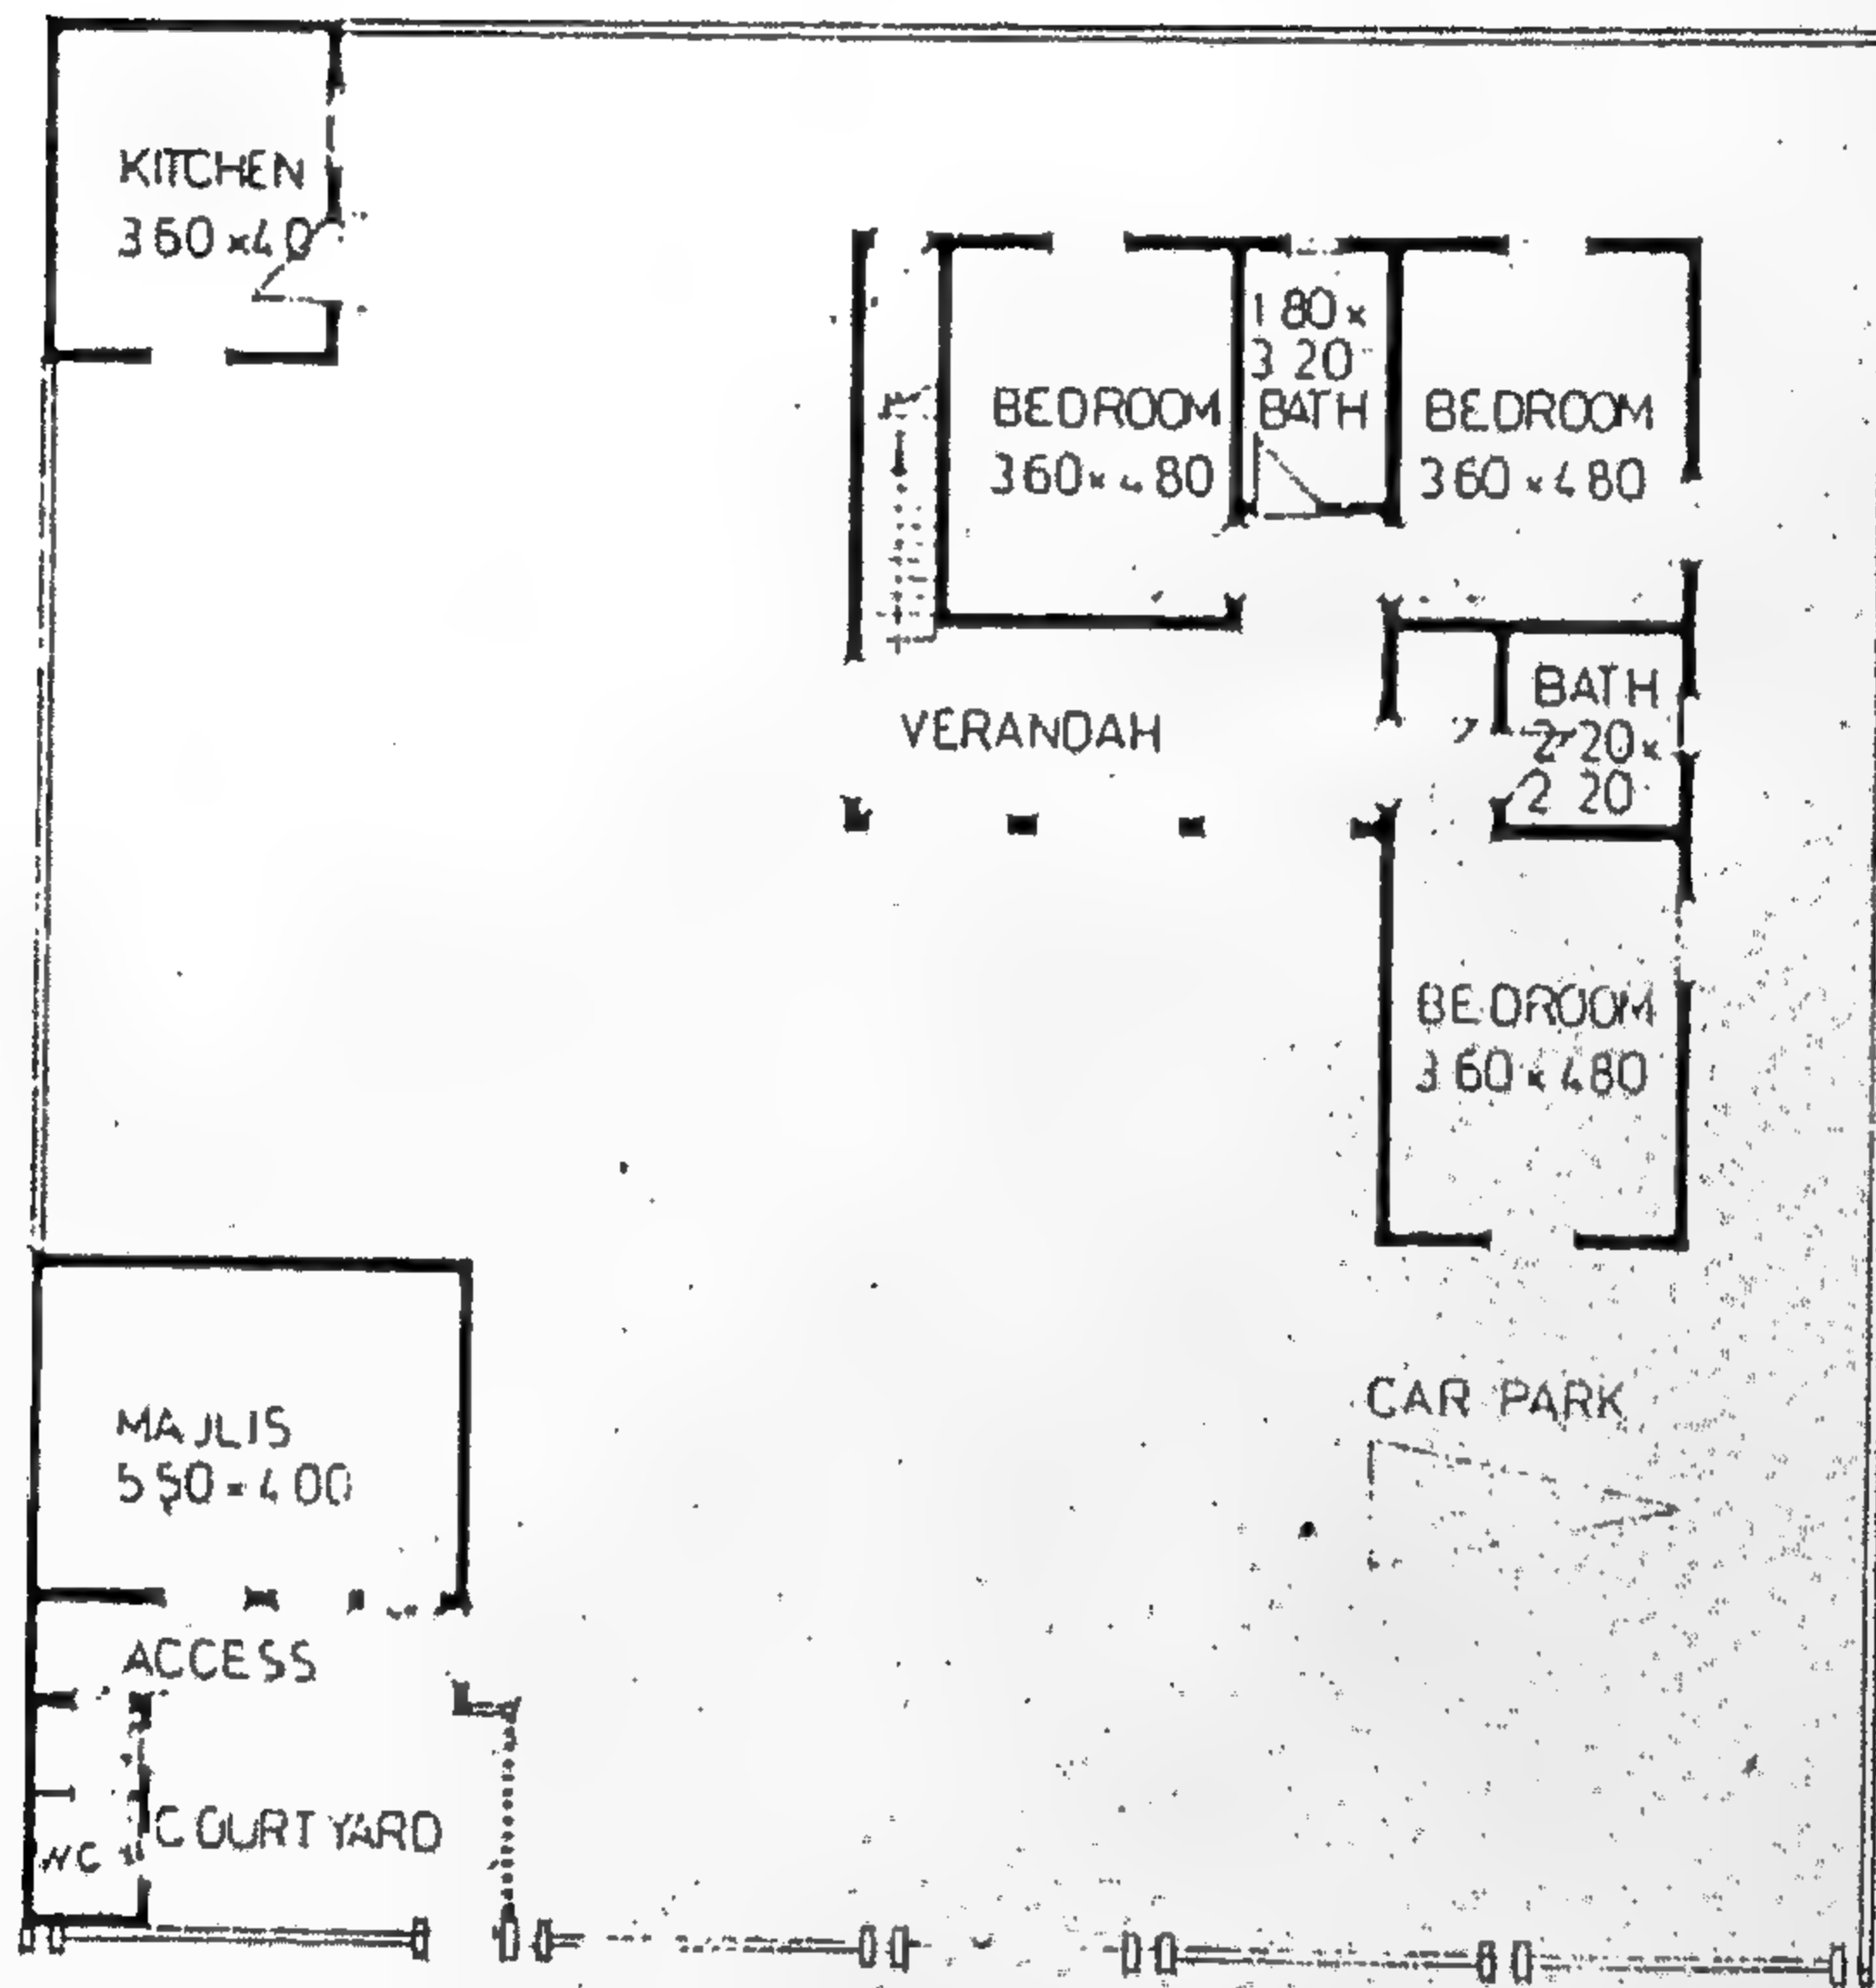 KITCHEN
360×40
180×
320
BATH
BEDROOM
360×480
BEDROOM
360×480
BATH
220×
220
VERANDAH
BEDROOM
360×480
MAJLIS
550×400
CAR PARK
ACCESS
COURTYARD
WC